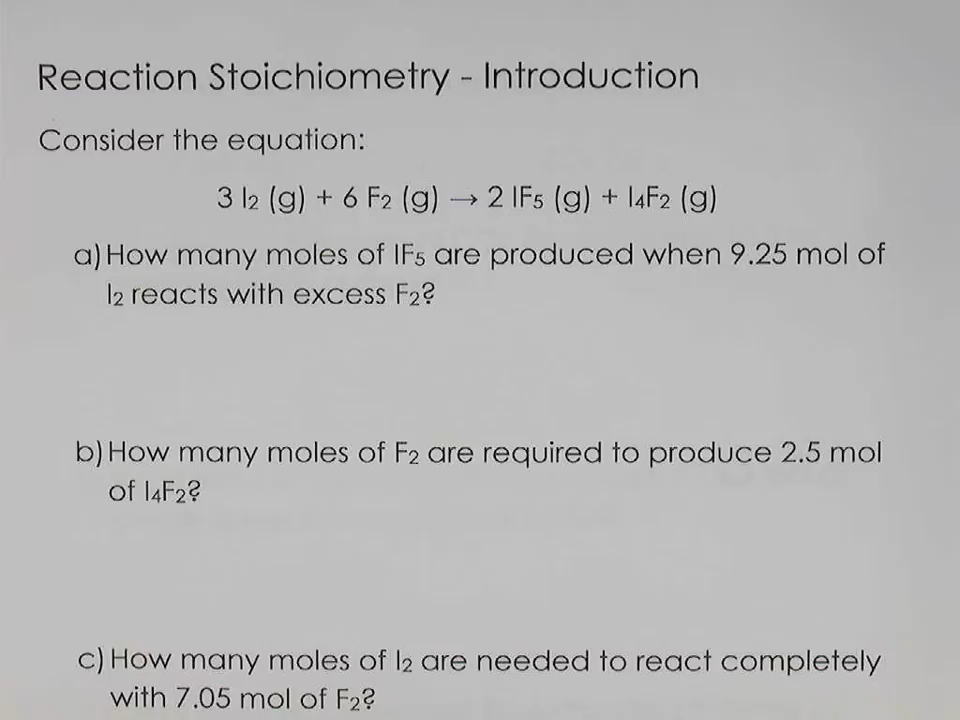 Reaction Stoichiometry - Introduction
Consider the equation:
3 I₂ (g) + 6 F₂ (g) → 2 IF₅ (g) + I₄F₂ (g)
a) How many moles of IF₅ are produced when 9.25 mol of
I₂ reacts with excess F₂?
b) How many moles of F₂ are required to produce 2.5 mol
of I₄F₂?
c) How many moles of I₂ are needed to react completely
with 7.05 mol of F₂?